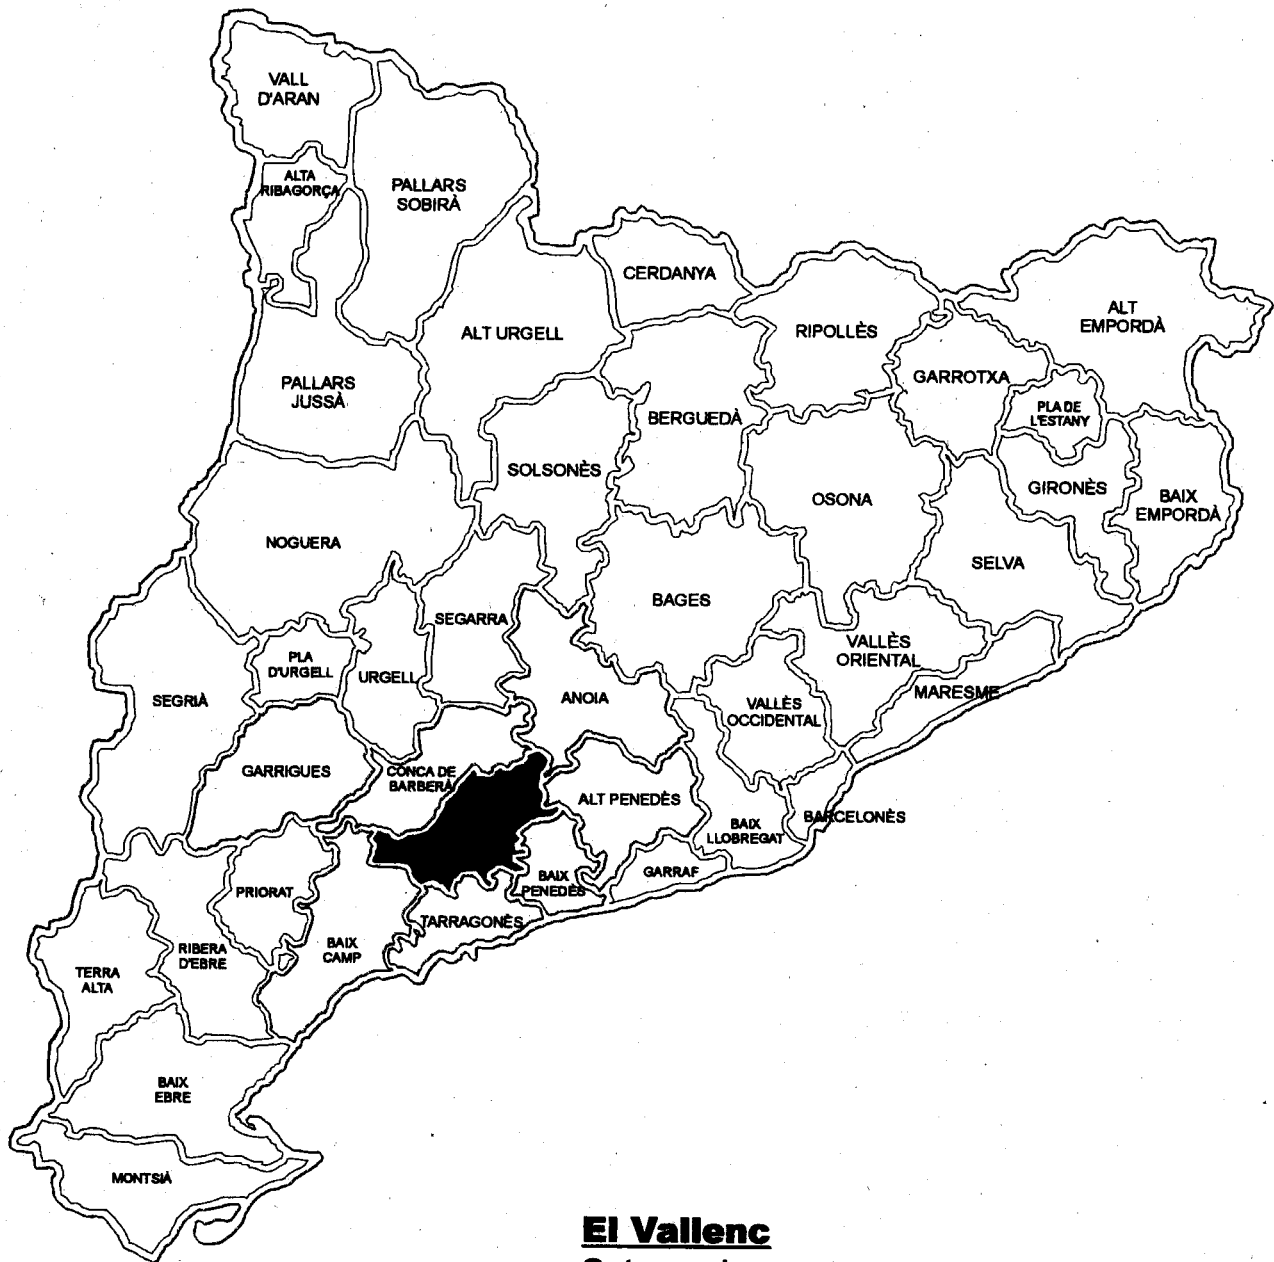 VALL
D'ARAN
ALTA
RIBAGORÇA
PALLARS
SOBIRÀ
CERDANYA
ALT URGELL
RIPOLLÈS
ALT
EMPORDÀ
GARROTXA
PALLARS
JUSSÀ
PLA DE
L'ESTANY
BERGUEDÀ
SOLSONÈS
OSONA
GIRONÈS
BAIX
EMPORDÀ
NOGUERA
SELVA
BAGES
SEGARRA
VALLÈS
ORIENTAL
PLA
D'URGELL
URGELL
SEGRIÀ
ANOIA
MARESME
VALLÈS
OCCIDENTAL
GARRIGUES
CONCA DE
BARBERÀ
ALT PENEDÈS
BARCELONÈS
BAIX
LLOBREGAT
GARRAF
BAIX
PENEDÈS
PRIORAT
TARRAGONÈS
BAIX
CAMP
RIBERA
D'EBRE
TERRA
ALTA
BAIX
EBRE
MONTSIÀ
El Vallenc